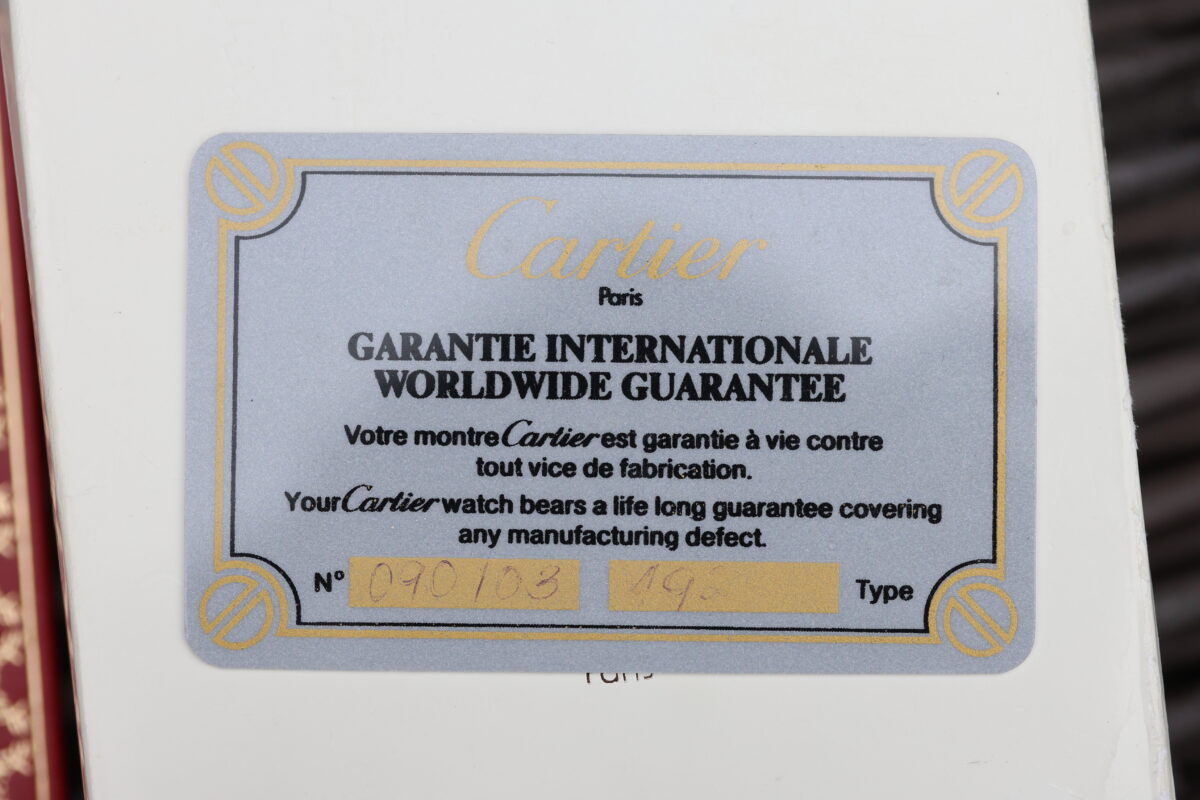 Cartier
Paris
GARANTIE INTERNATIONALE
WORLDWIDE GUARANTEE
Votre montre Cartier est garantie à vie contre
tout vice de fabrication.
Your Cartier watch bears a life long guarantee covering
any manufacturing defect.
N° 090103 Type
Paris